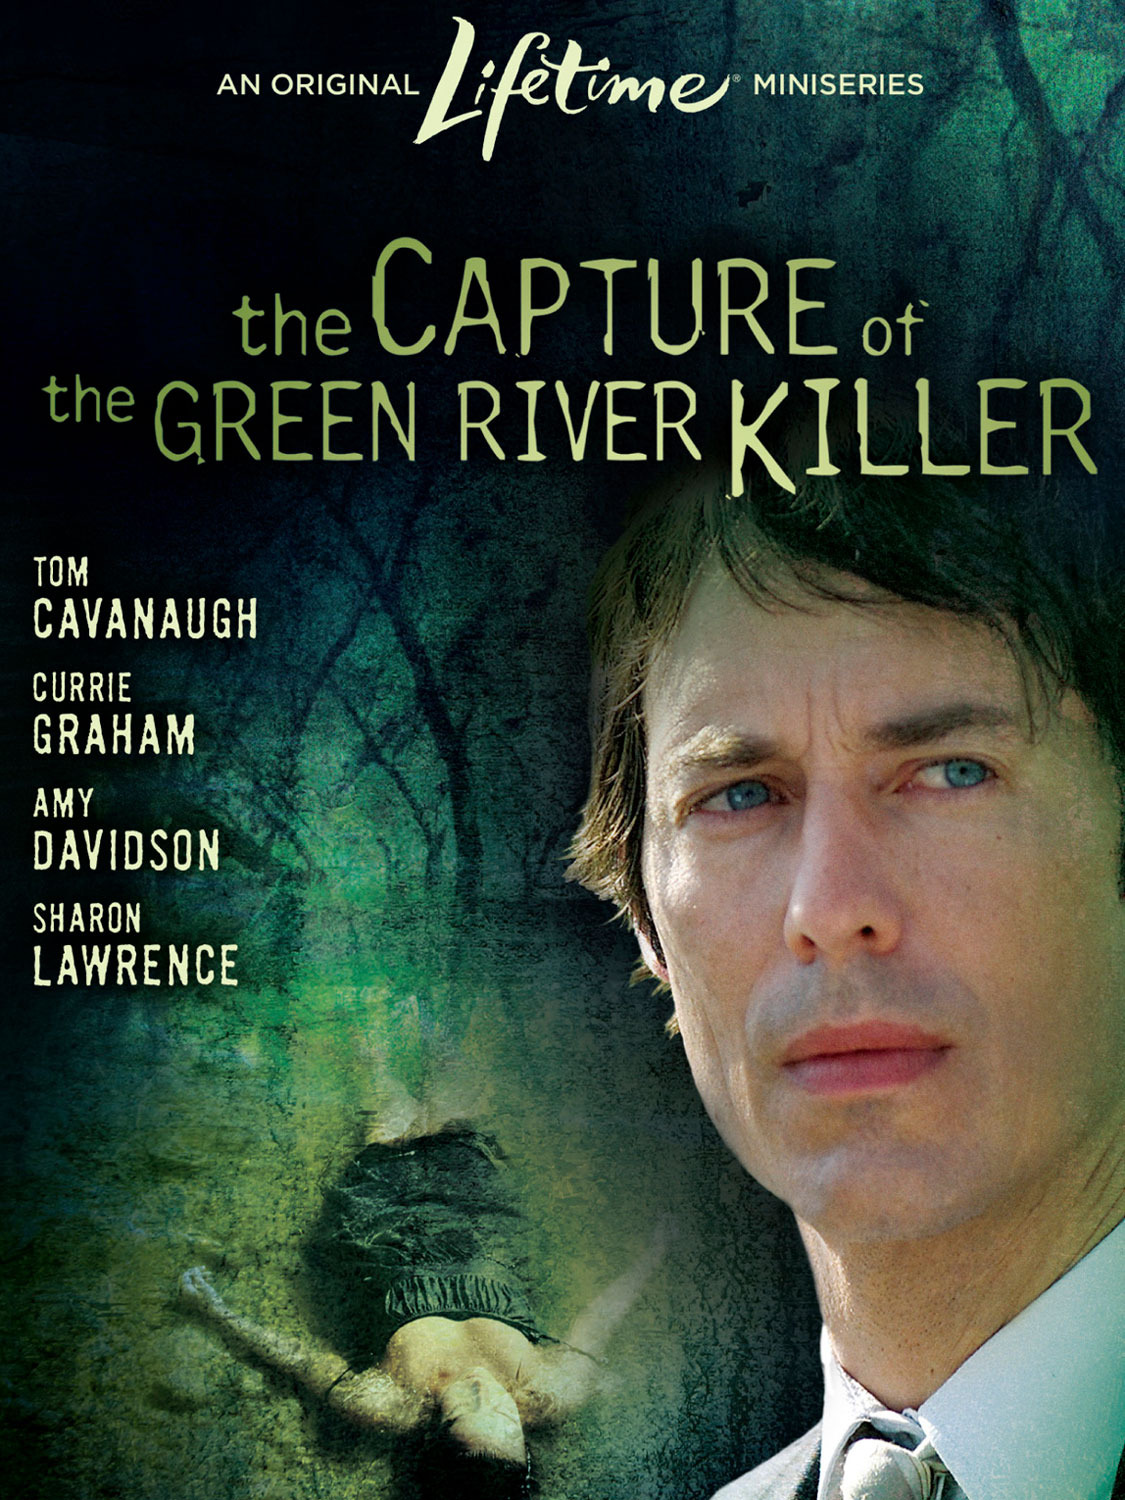 AN ORIGINAL Lifetime® MINISERIES
the CAPTURE of
the GREEN RIVER KILLER
TOM
CAVANAUGH
CURRIE
GRAHAM
AMY
DAVIDSON
SHARON
LAWRENCE